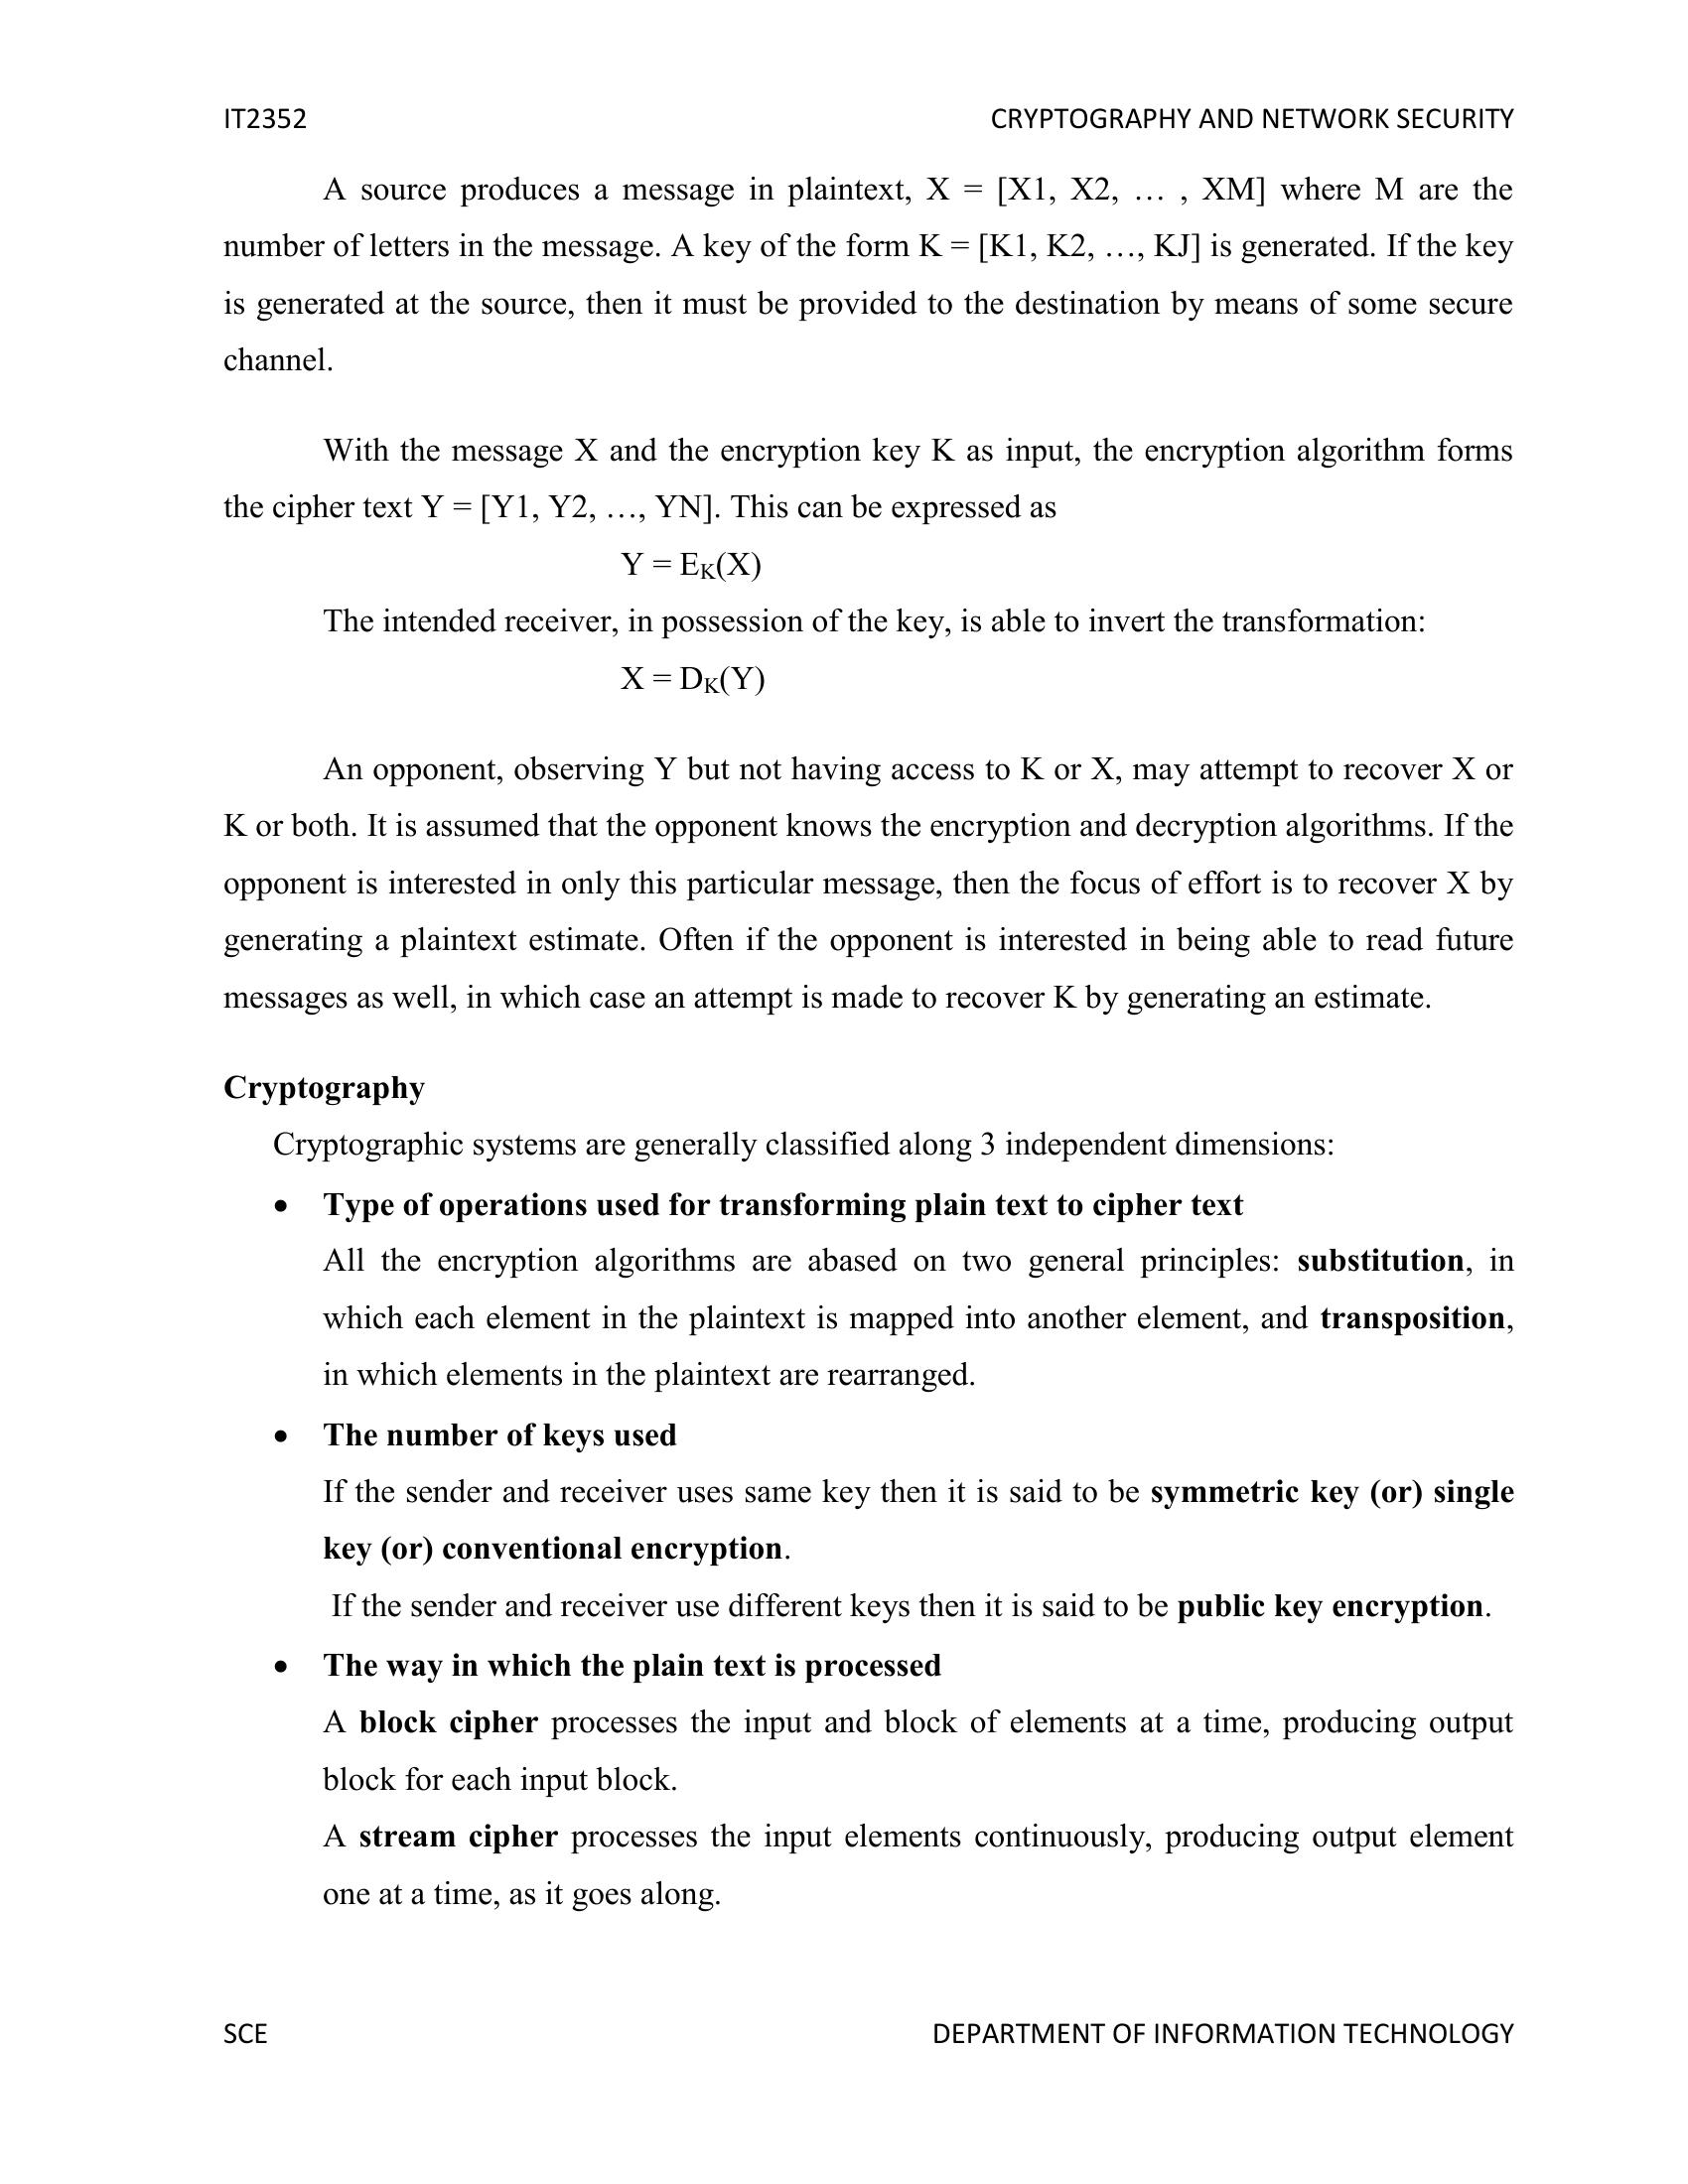 IT2352 CRYPTOGRAPHY AND NETWORK SECURITY
A source produces a message in plaintext, X = [X1, X2, … , XM] where M are the
number of letters in the message. A key of the form K = [K1, K2, …, KJ] is generated. If the key
is generated at the source, then it must be provided to the destination by means of some secure
channel.
With the message X and the encryption key K as input, the encryption algorithm forms
the cipher text Y = [Y1, Y2, …, YN]. This can be expressed as
Y = EK(X)
The intended receiver, in possession of the key, is able to invert the transformation:
X = DK(Y)
An opponent, observing Y but not having access to K or X, may attempt to recover X or
K or both. It is assumed that the opponent knows the encryption and decryption algorithms. If the
opponent is interested in only this particular message, then the focus of effort is to recover X by
generating a plaintext estimate. Often if the opponent is interested in being able to read future
messages as well, in which case an attempt is made to recover K by generating an estimate.
Cryptography
Cryptographic systems are generally classified along 3 independent dimensions:
• Type of operations used for transforming plain text to cipher text
All the encryption algorithms are abased on two general principles: substitution, in
which each element in the plaintext is mapped into another element, and transposition,
in which elements in the plaintext are rearranged.
• The number of keys used
If the sender and receiver uses same key then it is said to be symmetric key (or) single
key (or) conventional encryption.
If the sender and receiver use different keys then it is said to be public key encryption.
• The way in which the plain text is processed
A block cipher processes the input and block of elements at a time, producing output
block for each input block.
A stream cipher processes the input elements continuously, producing output element
one at a time, as it goes along.
SCE DEPARTMENT OF INFORMATION TECHNOLOGY